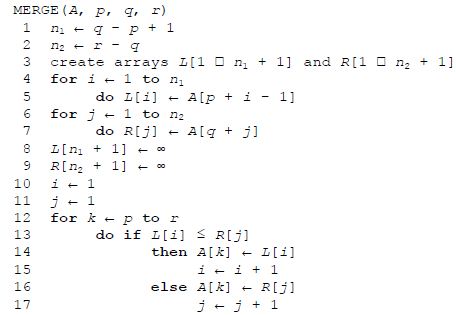 MERGE(A, p, q, r)
1 n₁ ← q - p + 1
2 n₂ ← r - q
3 create arrays L[1 □ n₁ + 1] and R[1 □ n₂ + 1]
4 for i ← 1 to n₁
5 do L[i] ← A[p + i - 1]
6 for j ← 1 to n₂
7 do R[j] ← A[q + j]
8 L[n₁ + 1] ← ∞
9 R[n₂ + 1] ← ∞
10 i ← 1
11 j ← 1
12 for k ← p to r
13 do if L[i] ≤ R[j]
14 then A[k] ← L[i]
15 i ← i + 1
16 else A[k] ← R[j]
17 j ← j + 1